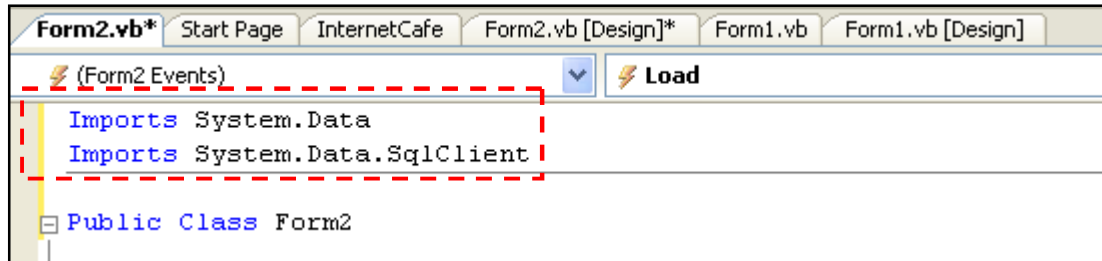 Form2.vb* Start Page InternetCafe Form2.vb [Design]* Form1.vb Form1.vb [Design]
(Form2 Events) Load
Imports System.Data
Imports System.Data.SqlClient
Public Class Form2